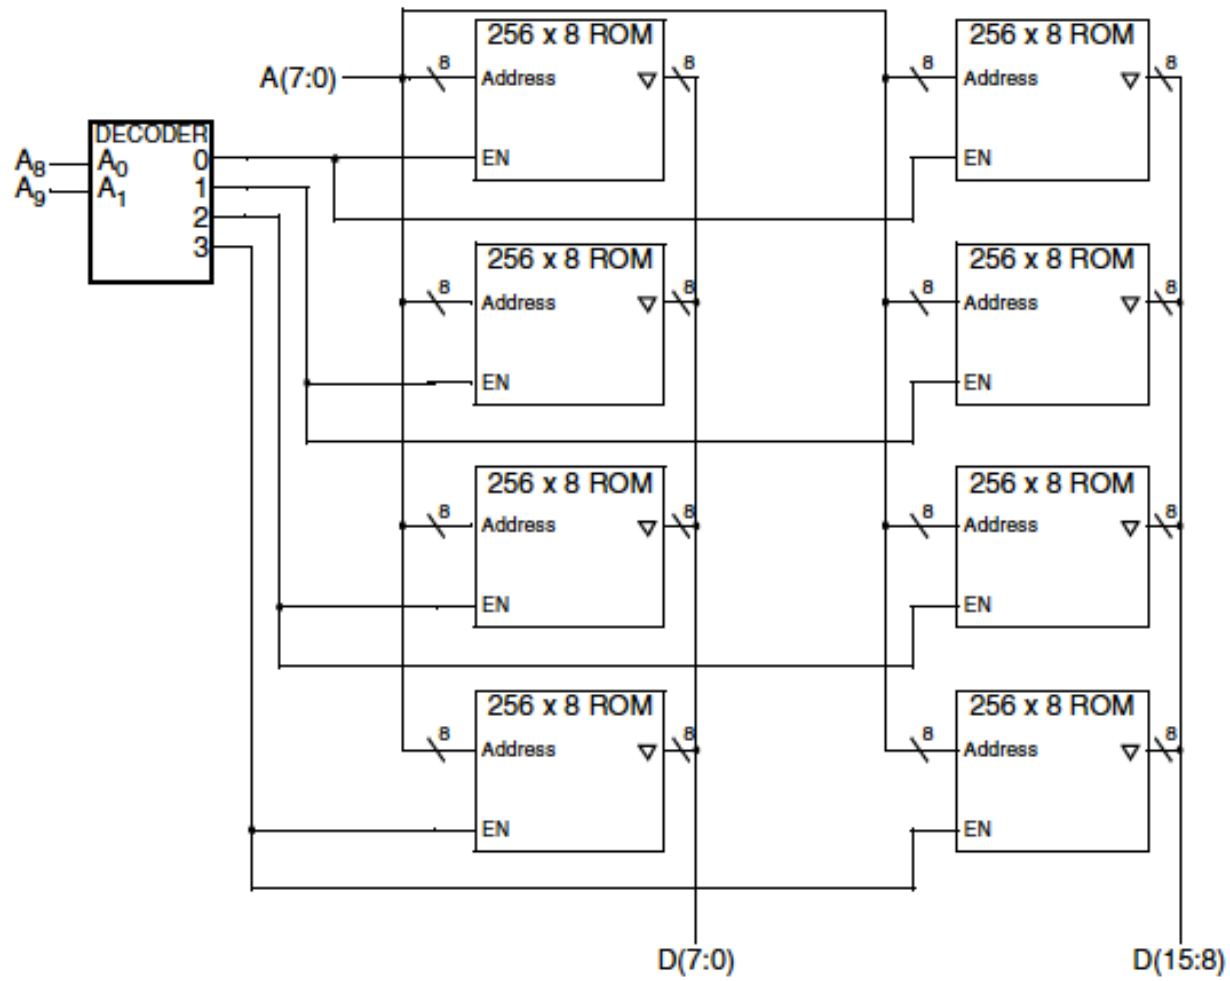 256 x 8 ROM
256 x 8 ROM
A(7:0)
8
Address
8
8
Address
8
DECODER
A8
A0
0
EN
EN
A9
A1
1
2
3
256 x 8 ROM
256 x 8 ROM
8
Address
8
8
Address
8
EN
EN
256 x 8 ROM
256 x 8 ROM
8
Address
8
8
Address
8
EN
EN
256 x 8 ROM
256 x 8 ROM
8
Address
8
8
Address
8
EN
EN
D(7:0)
D(15:8)